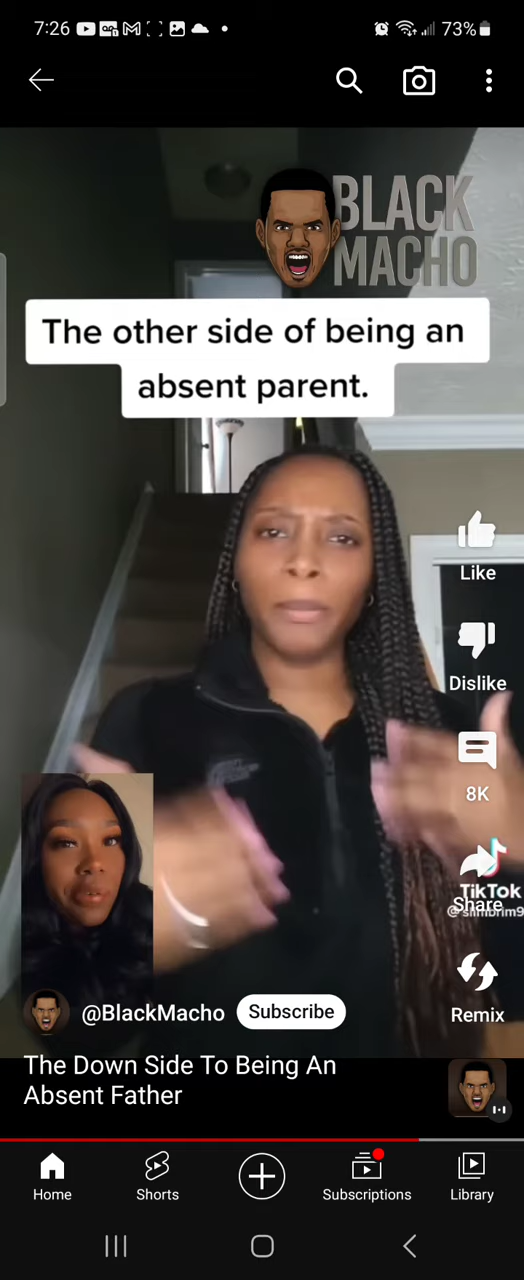 7:26
73%
BLACK
MACHO
The other side of being an
absent parent.
Like
Dislike
8K
TikTok
Share
Remix
@BlackMacho
Subscribe
The Down Side To Being An
Absent Father
Home
Shorts
Subscriptions
Library